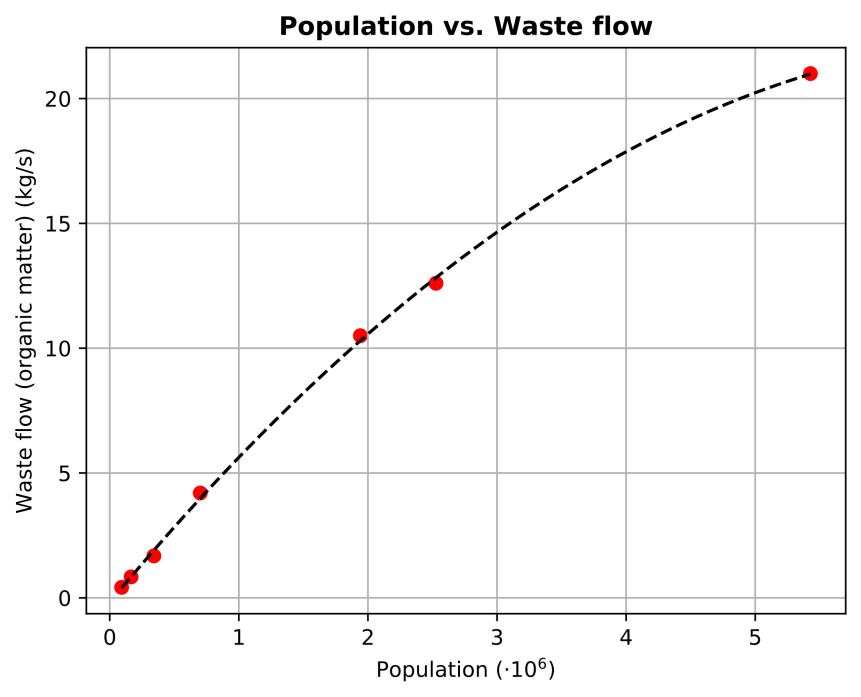 Population vs. Waste flow
Waste flow (organic matter) (kg/s)
20
15
10
5
0
0 1 2 3 4 5
Population (·10⁶)